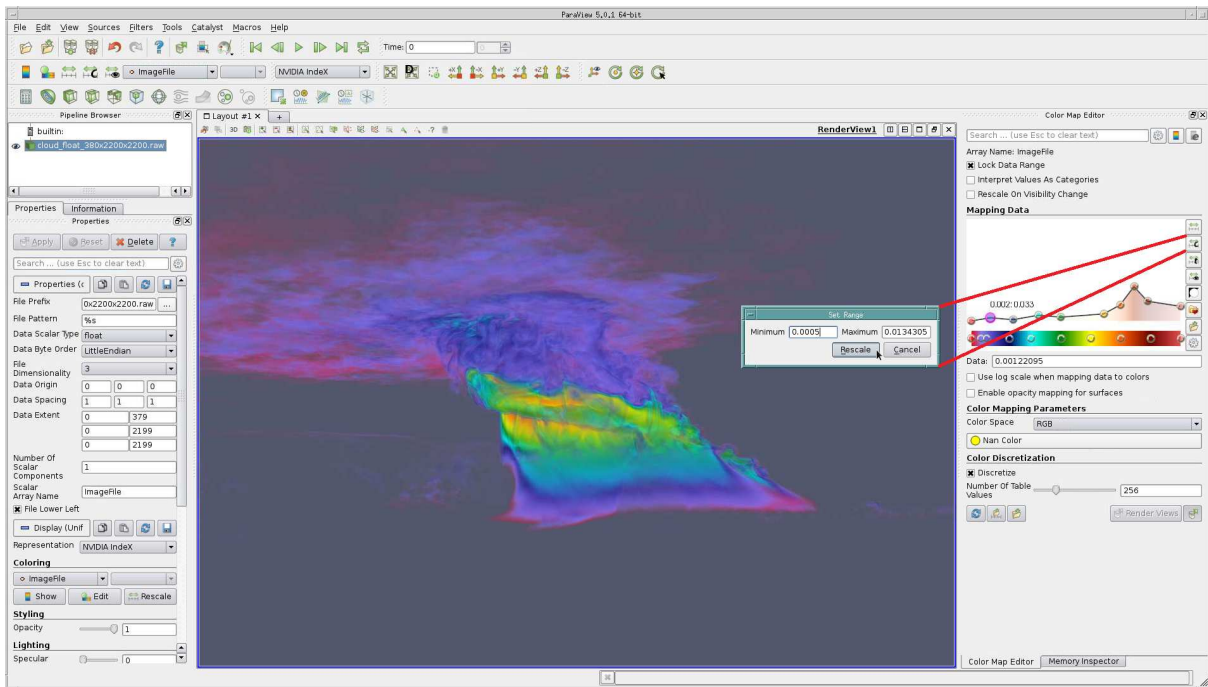 ParaView 5.0.1 64-bit
File Edit View Sources Filters Tools Catalyst Macros Help
Time: 0 0
ImageFile NVIDIA IndeX
Pipeline Browser
builtin:
cloud_float_380x2200x2200.raw
Properties Information
Properties
Apply Reset Delete ?
Search ... (use Esc to clear text)
Properties (c
File Prefix 0x2200x2200.raw ...
File Pattern %s
Data Scalar Type float
Data Byte Order LittleEndian
File
Dimensionality 3
Data Origin 0 0 0
Data Spacing 1 1 1
Data Extent 0 379
0 2199
0 2199
Number Of
Scalar
Components 1
Scalar
Array Name ImageFile
File Lower Left
Display (Unif
Representation NVIDIA IndeX
Coloring
ImageFile
Show Edit Rescale
Styling
Opacity 1
Lighting
Specular 0
Layout #1 × +
3D
RenderView1
Set Range
Minimum 0.0005 Maximum 0.0134305
Rescale Cancel
Color Map Editor
Search ... (use Esc to clear text)
Array Name: ImageFile
Lock Data Range
Interpret Values As Categories
Rescale On Visibility Change
Mapping Data
0.002: 0.033
Data: 0.00122095
Use log scale when mapping data to colors
Enable opacity mapping for surfaces
Color Mapping Parameters
Color Space RGB
Nan Color
Color Discretization
Discretize
Number Of Table
Values 256
Render Views
Color Map Editor Memory Inspector